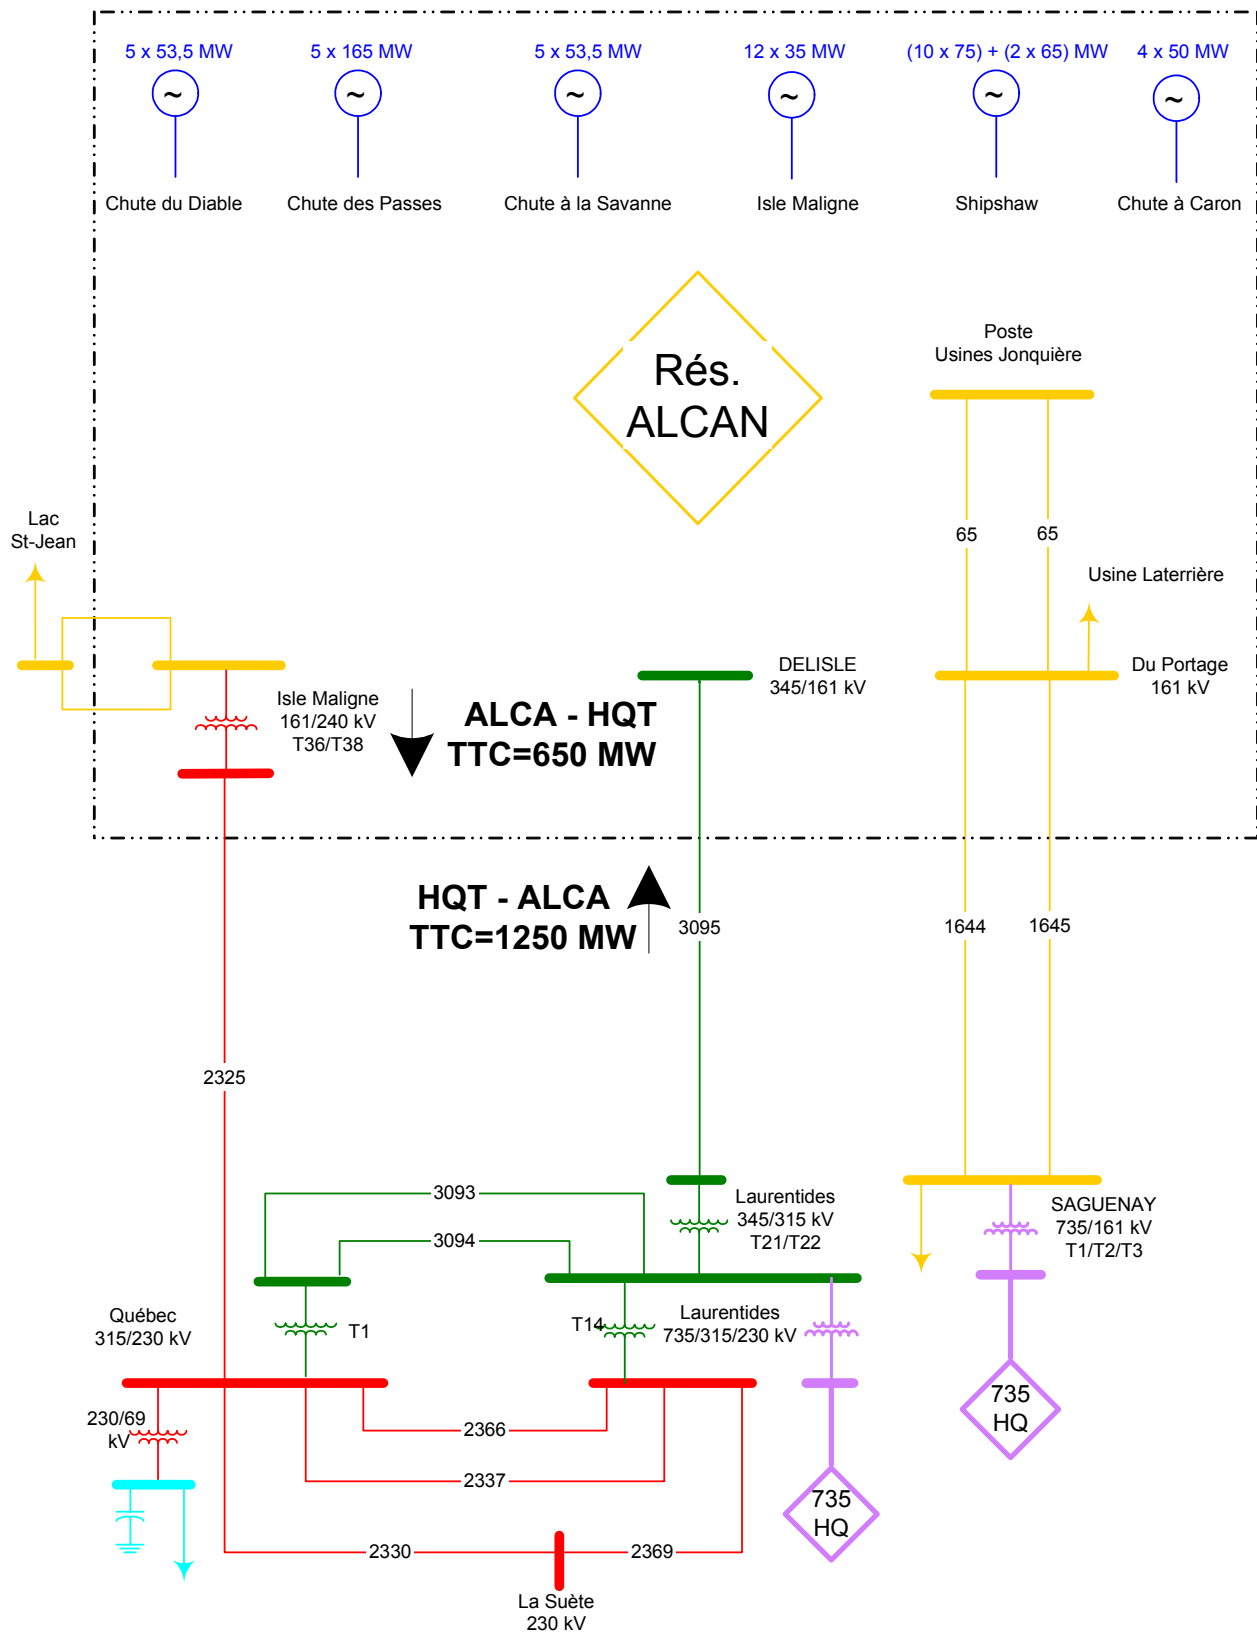 5 x 53,5 MW
5 x 165 MW
5 x 53,5 MW
12 x 35 MW
(10 x 75) + (2 x 65) MW
4 x 50 MW
~
~
~
~
~
~
Chute du Diable
Chute des Passes
Chute à la Savanne
Isle Maligne
Shipshaw
Chute à Caron
Rés.
ALCAN
Poste
Usines Jonquière
65
65
Lac
St-Jean
Usine Laterrière
Isle Maligne
161/240 kV
T36/T38
ALCA - HQT
TTC=650 MW
DELISLE
345/161 kV
Du Portage
161 kV
HQT - ALCA
TTC=1250 MW
3095
1644
1645
2325
3093
3094
Laurentides
345/315 kV
T21/T22
SAGUENAY
735/161 kV
T1/T2/T3
Québec
315/230 kV
T1
T14
Laurentides
735/315/230 kV
230/69
kV
2366
2337
735
HQ
735
HQ
2330
2369
La Suète
230 kV